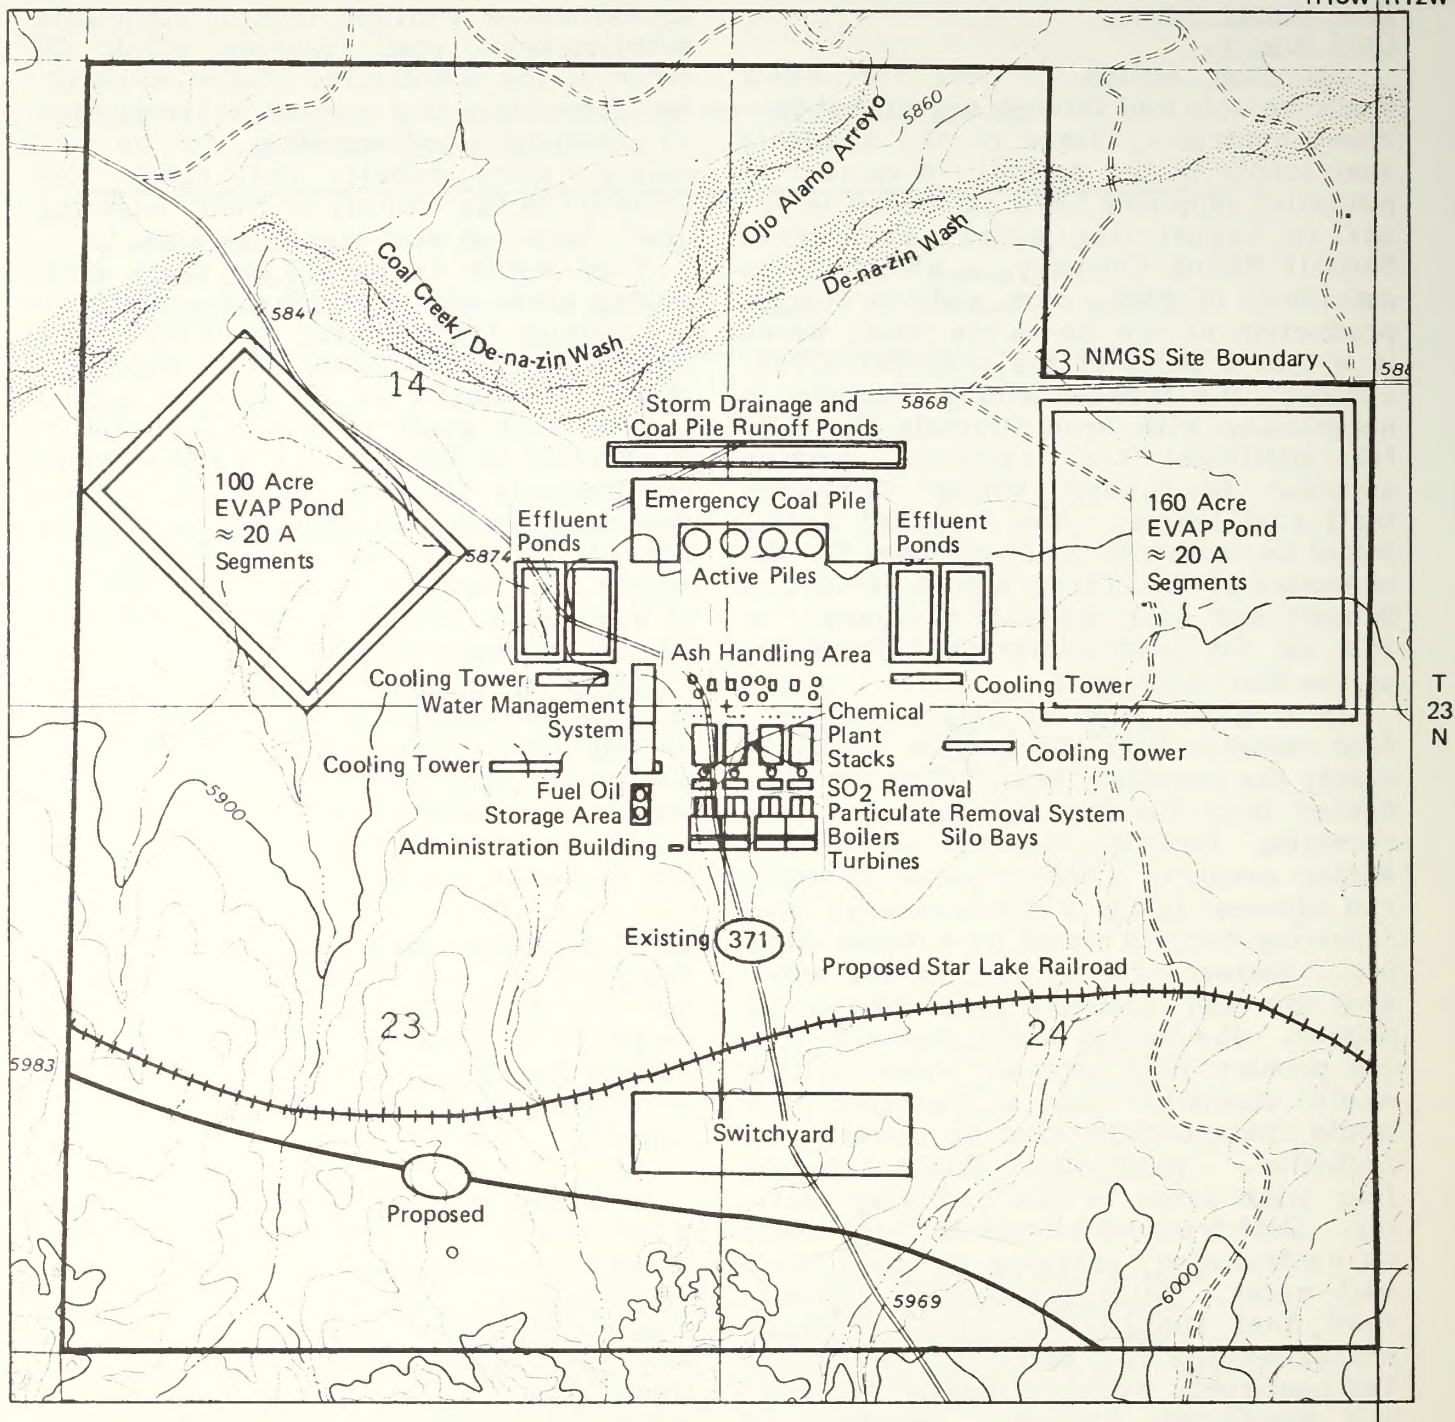 R12W
Ojo Alamo Arroyo
5860
De-na-zin Wash
Coal Creek/De-na-zin Wash
5841
14
13
NMGS Site Boundary
5868
Storm Drainage and
Coal Pile Runoff Ponds
100 Acre
EVAP Pond
≈ 20 A
Segments
Emergency Coal Pile
Active Piles
Effluent
Ponds
5874
Effluent
Ponds
160 Acre
EVAP Pond
≈ 20 A
Segments
Ash Handling Area
Cooling Tower
Cooling Tower
Water Management
System
Chemical
Plant
Stacks
Cooling Tower
Cooling Tower
T
23
N
Fuel Oil
Storage Area
SO2 Removal
Particulate Removal System
Boilers Silo Bays
Turbines
Administration Building
5900
Existing 371
Proposed Star Lake Railroad
23
24
5983
Switchyard
Proposed
5969
6000